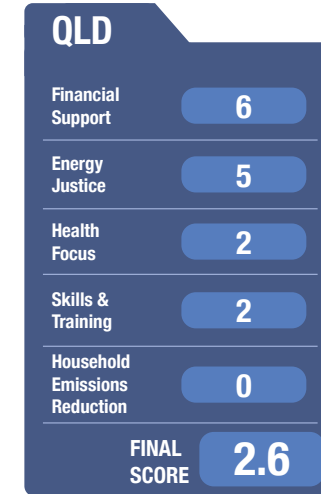 QLD
Financial
Support
6
Energy
Justice
5
Health
Focus
2
Skills &
Training
2
Household
Emissions
Reduction
0
FINAL
SCORE
2.6